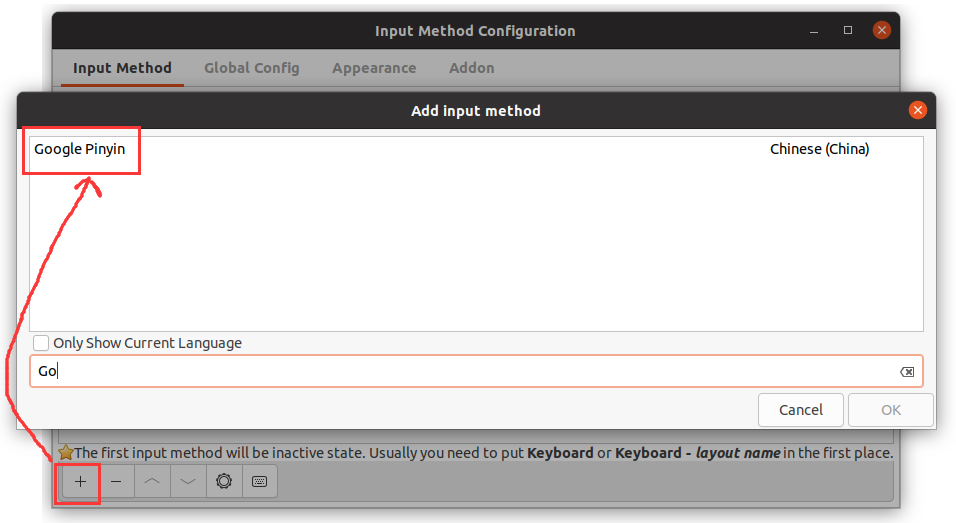 Input Method Configuration
Input Method Global Config Appearance Addon
Add input method
Google Pinyin Chinese (China)
Only Show Current Language
Go
Cancel OK
The first input method will be inactive state. Usually you need to put Keyboard or Keyboard - layout name in the first place.